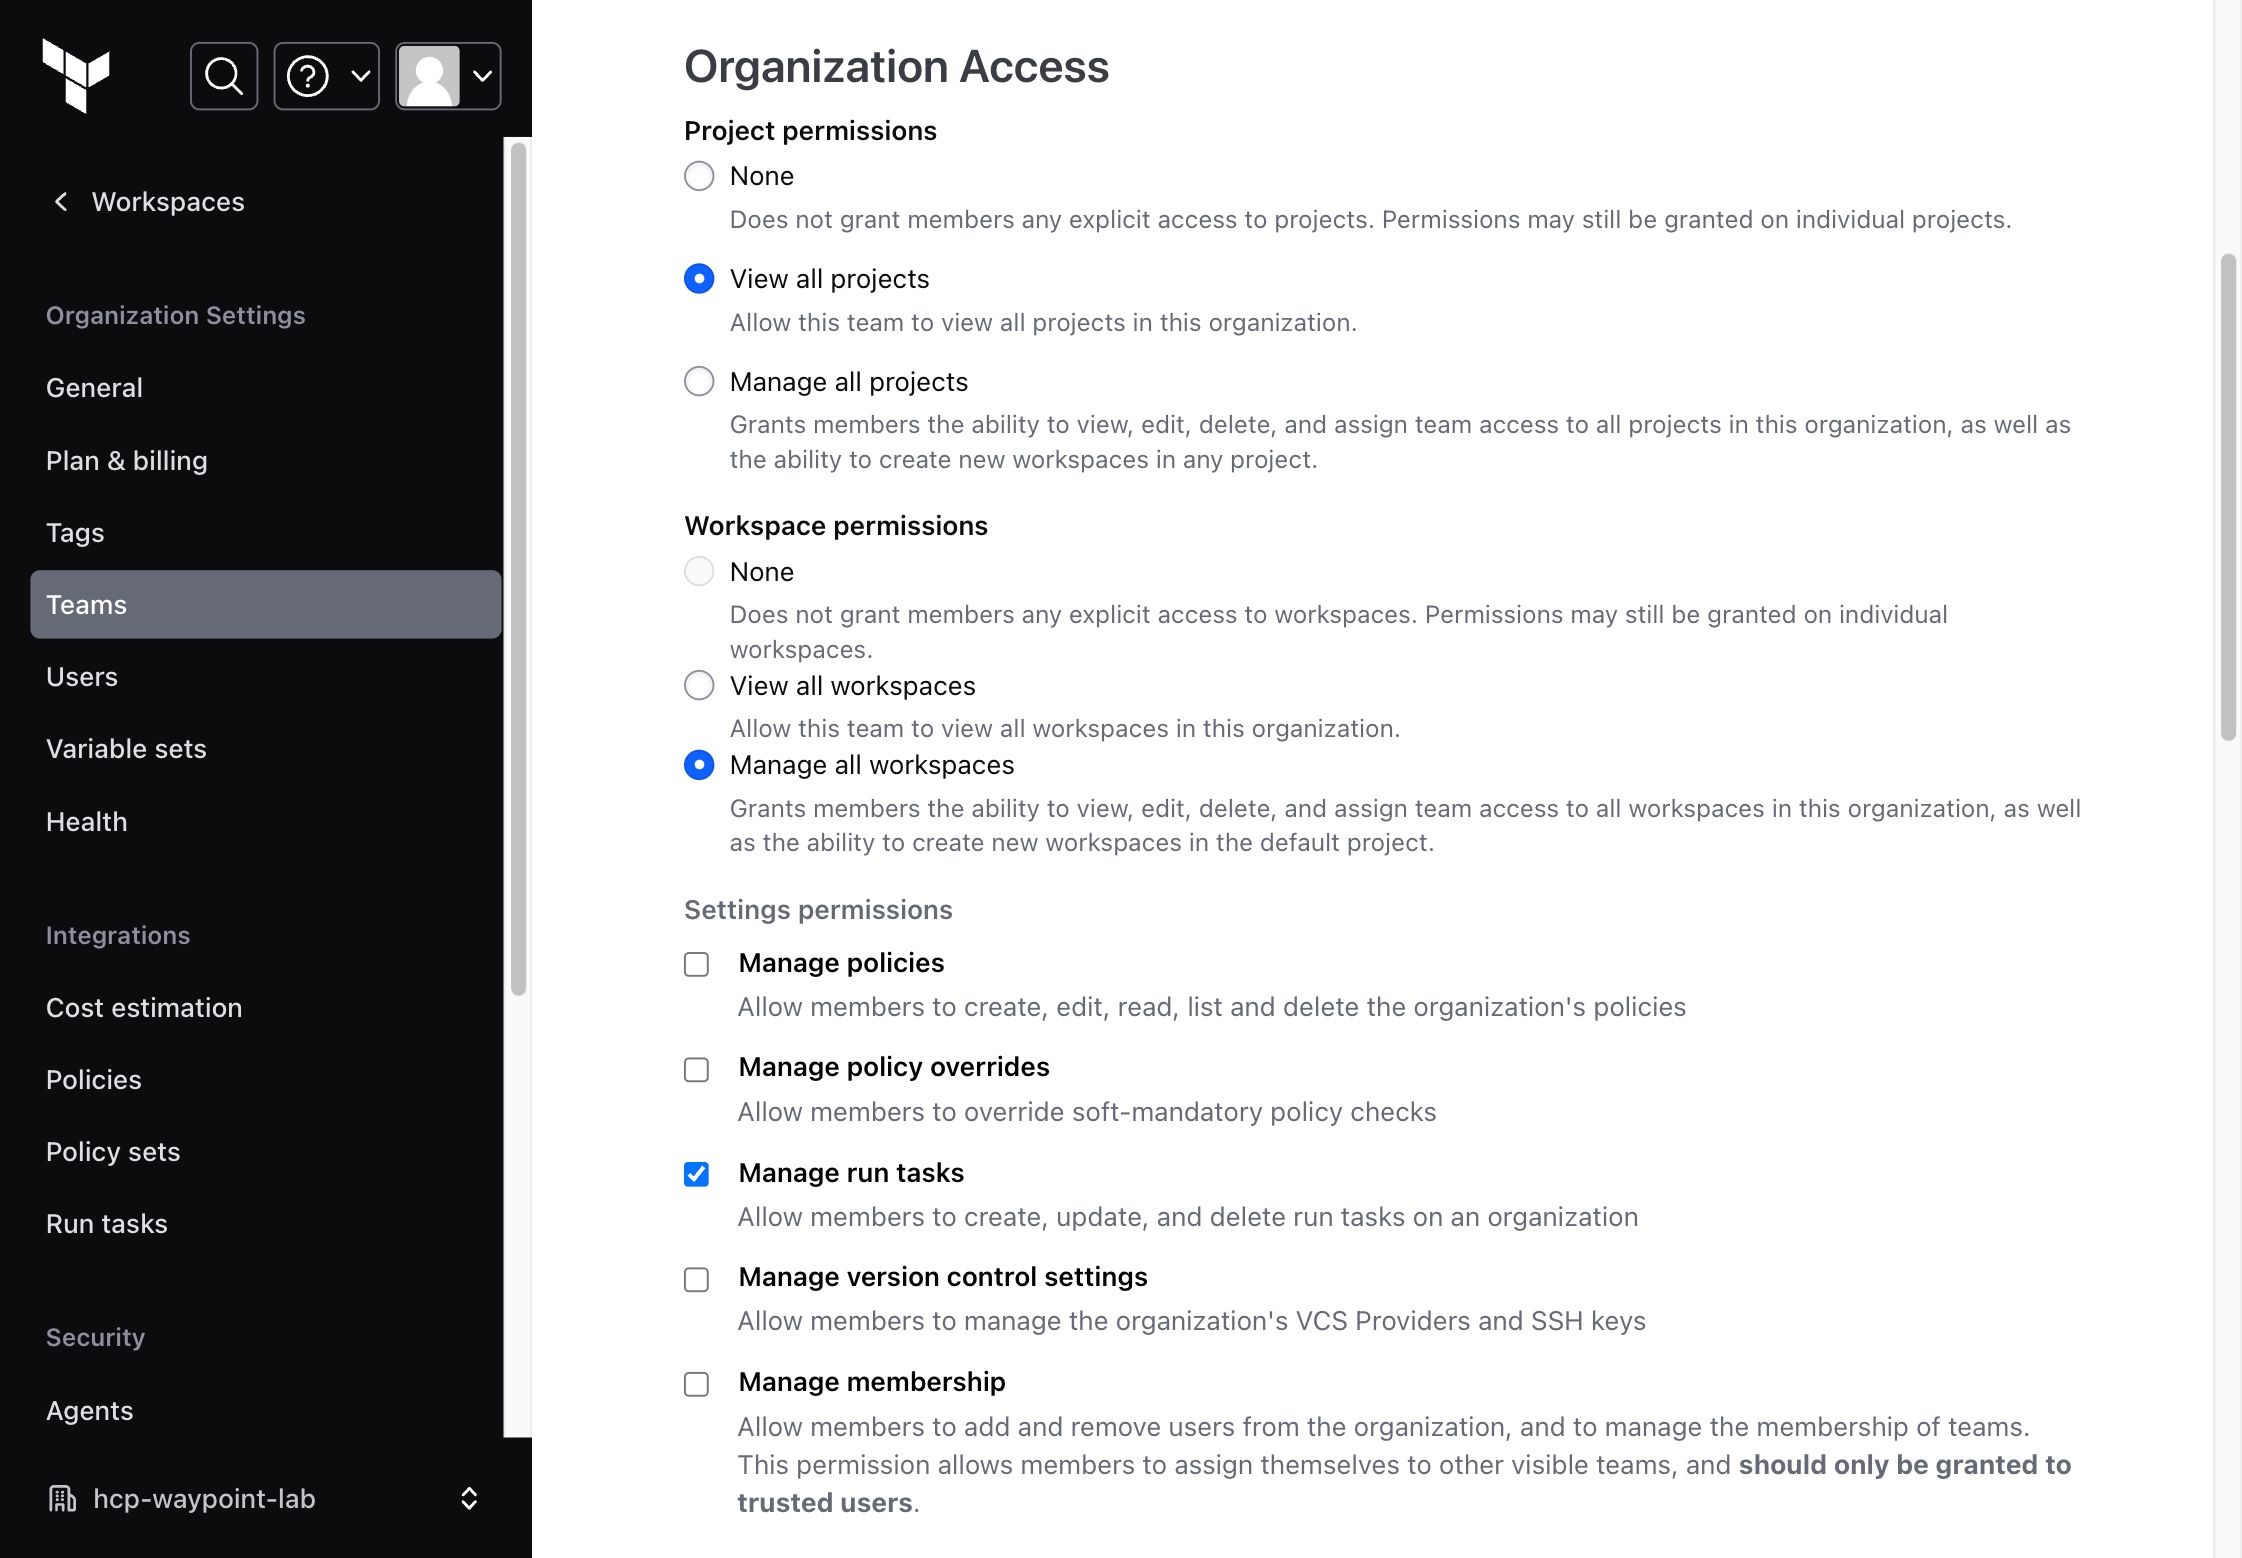 Workspaces
Organization Settings
General
Plan & billing
Tags
Teams
Users
Variable sets
Health
Integrations
Cost estimation
Policies
Policy sets
Run tasks
Security
Agents
hcp-waypoint-lab
Organization Access
Project permissions
None
Does not grant members any explicit access to projects. Permissions may still be granted on individual projects.
View all projects
Allow this team to view all projects in this organization.
Manage all projects
Grants members the ability to view, edit, delete, and assign team access to all projects in this organization, as well as
the ability to create new workspaces in any project.
Workspace permissions
None
Does not grant members any explicit access to workspaces. Permissions may still be granted on individual
workspaces.
View all workspaces
Allow this team to view all workspaces in this organization.
Manage all workspaces
Grants members the ability to view, edit, delete, and assign team access to all workspaces in this organization, as well
as the ability to create new workspaces in the default project.
Settings permissions
Manage policies
Allow members to create, edit, read, list and delete the organization's policies
Manage policy overrides
Allow members to override soft-mandatory policy checks
Manage run tasks
Allow members to create, update, and delete run tasks on an organization
Manage version control settings
Allow members to manage the organization's VCS Providers and SSH keys
Manage membership
Allow members to add and remove users from the organization, and to manage the membership of teams.
This permission allows members to assign themselves to other visible teams, and should only be granted to
trusted users.